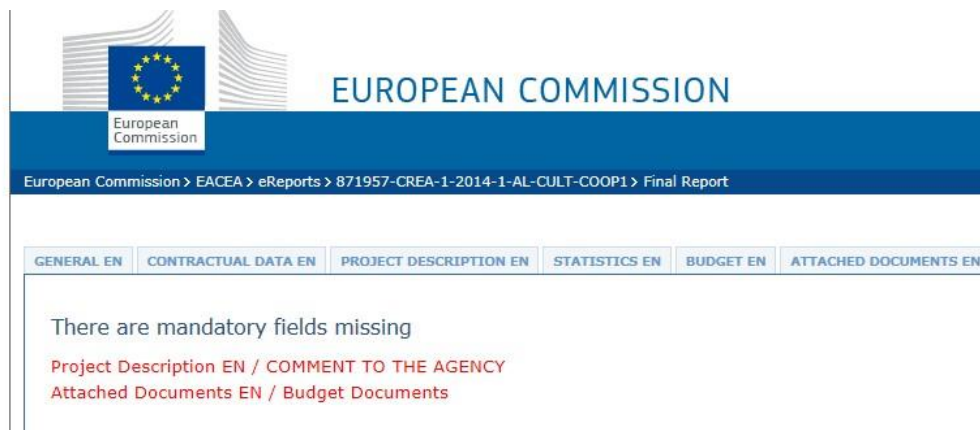 EUROPEAN COMMISSION
European
Commission
European Commission > EACEA > eReports > 871957-CREA-1-2014-1-AL-CULT-COOP1 > Final Report
GENERAL EN CONTRACTUAL DATA EN PROJECT DESCRIPTION EN STATISTICS EN BUDGET EN ATTACHED DOCUMENTS EN
There are mandatory fields missing
Project Description EN / COMMENT TO THE AGENCY
Attached Documents EN / Budget Documents